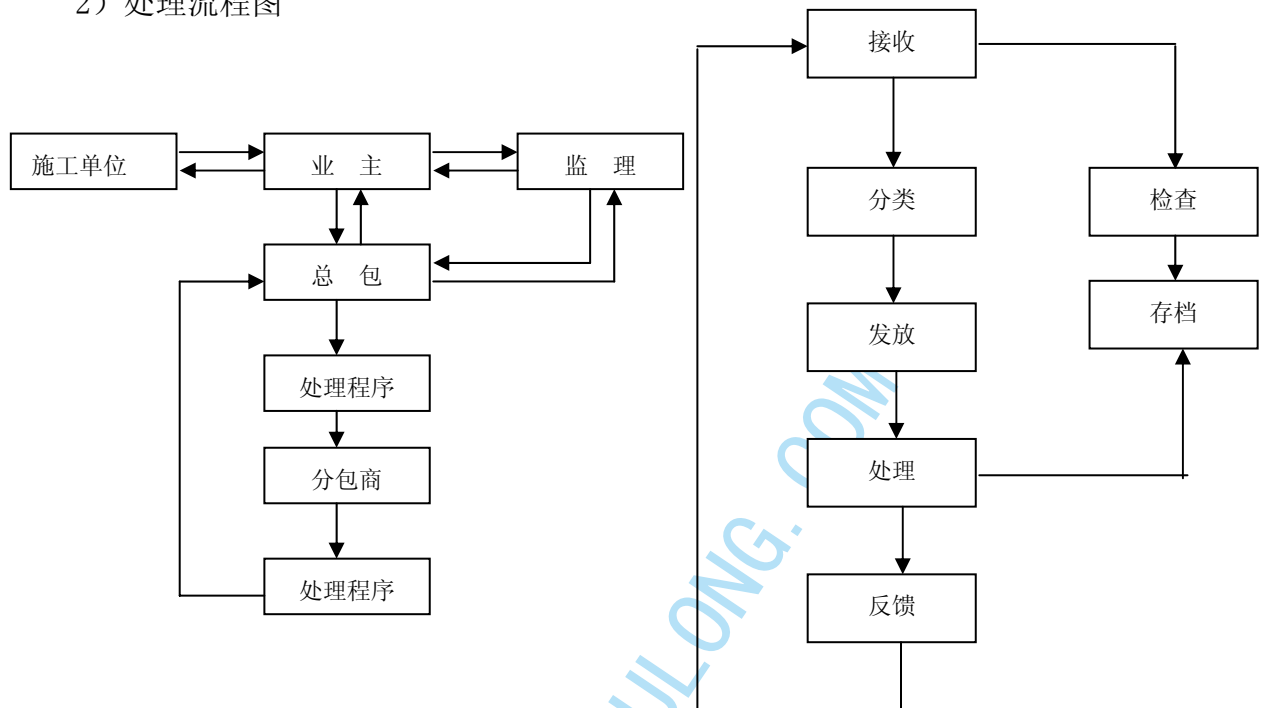 2）处理流程图
接收
施工单位
业 主
监 理
分类
检查
总 包
存档
发放
处理程序
处理
分包商
处理程序
反馈
ULONG.COM